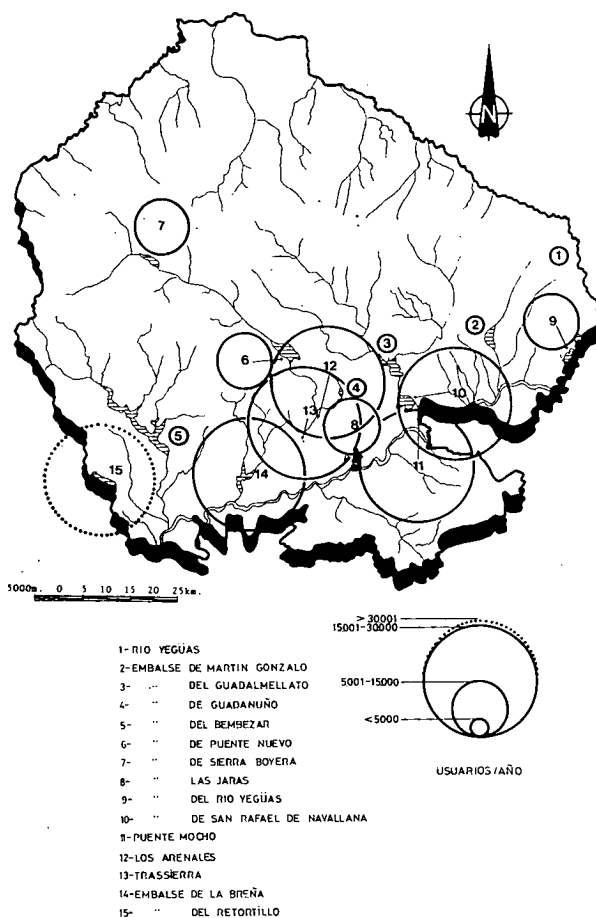 N
7
1
2
9
3
6
12
4
10
13
8
5
15
14
11
5000m. 0 5 10 15 20 25km.
> 30001
15001-30000
5001-15000
< 5000
USUARIOS/AÑO
1- RIO YEGÜAS
2- EMBALSE DE MARTIN GONZALO
3- " DEL GUADALMELLATO
4- " DE GUADANUÑO
5- " DEL BEMBEZAR
6- " DE PUENTE NUEVO
7- " DE SIERRA BOYERA
8- " LAS JARAS
9- " DEL RIO YEGÜAS
10- " DE SAN RAFAEL DE NAVALLANA
11- PUENTE MOCHO
12- LOS ARENALES
13- TRASSIERRA
14- EMBALSE DE LA BREÑA
15- " DEL RETORTILLO